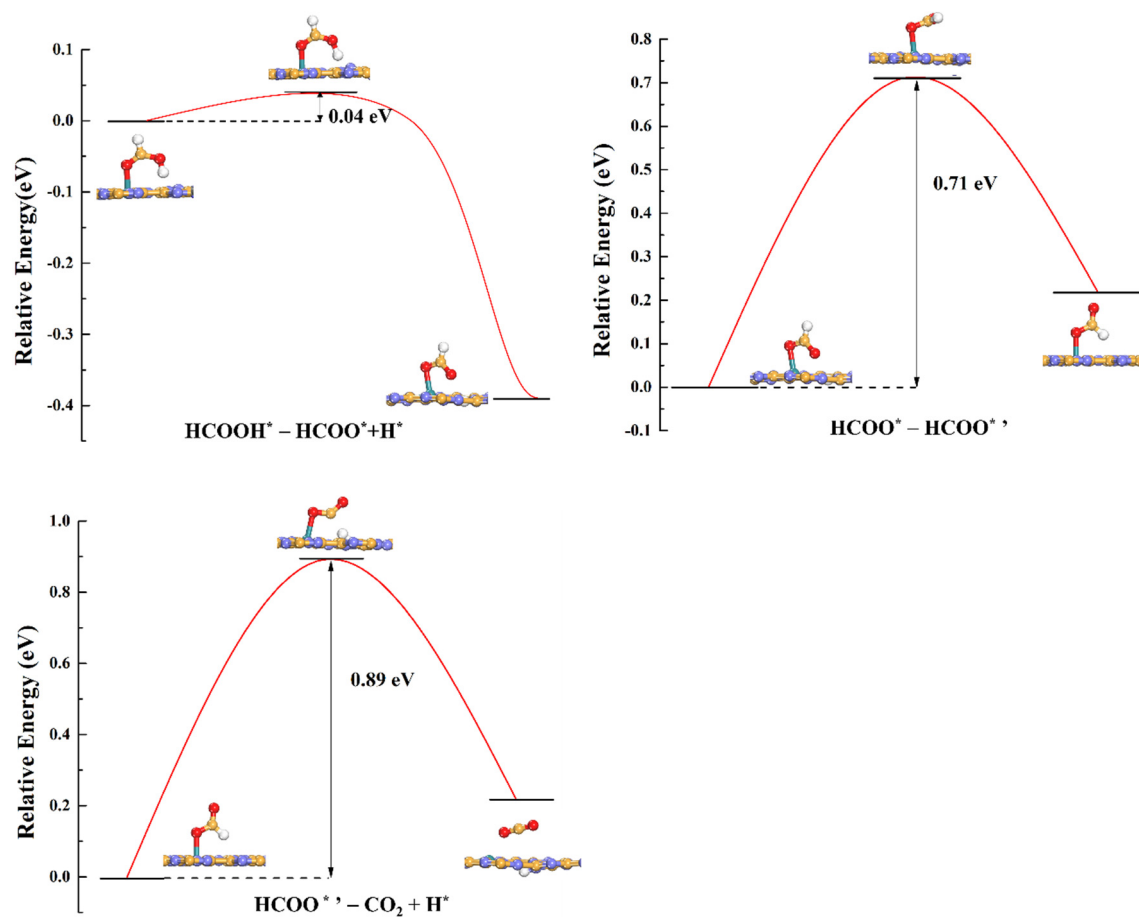 Relative Energy(eV)
0.1
0.0
-0.1
-0.2
-0.3
-0.4
0.04 eV
HCOOH* – HCOO*+H*
Relative Energy (eV)
0.8
0.7
0.6
0.5
0.4
0.3
0.2
0.1
0.0
-0.1
0.71 eV
HCOO* – HCOO*’
Relative Energy (eV)
1.0
0.8
0.6
0.4
0.2
0.0
0.89 eV
HCOO*’ – CO₂ + H*